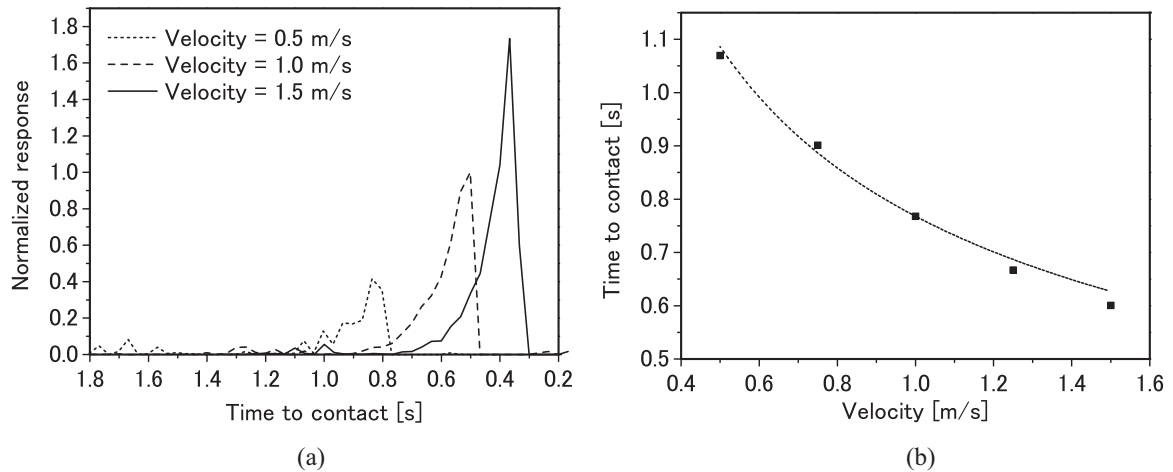 1.8
1.6
1.4
1.2
1.0
0.8
0.6
0.4
0.2
0.0
Normalized response
Velocity = 0.5 m/s
Velocity = 1.0 m/s
Velocity = 1.5 m/s
1.8 1.6 1.4 1.2 1.0 0.8 0.6 0.4 0.2
Time to contact [s]
(a)
1.1
1.0
0.9
0.8
0.7
0.6
0.5
Time to contact [s]
0.4 0.6 0.8 1.0 1.2 1.4 1.6
Velocity [m/s]
(b)